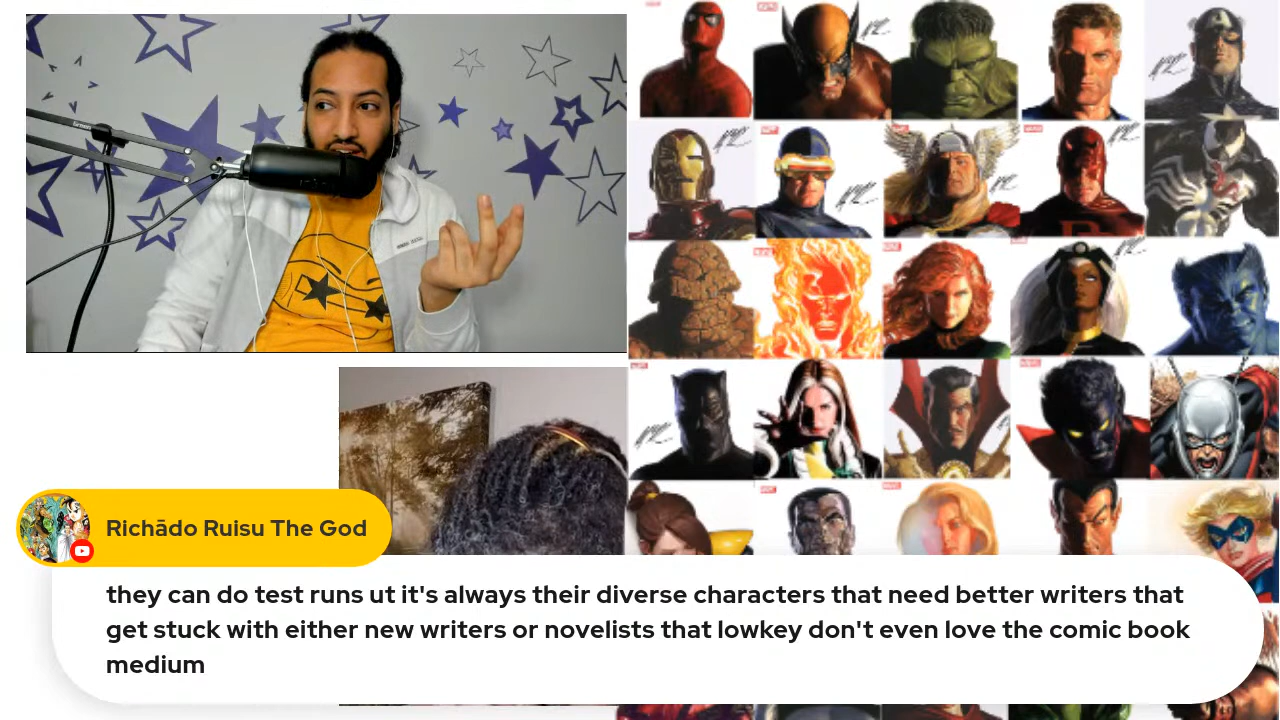 Richādo Ruisu The God
they can do test runs ut it's always their diverse characters that need better writers that
get stuck with either new writers or novelists that lowkey don't even love the comic book
medium